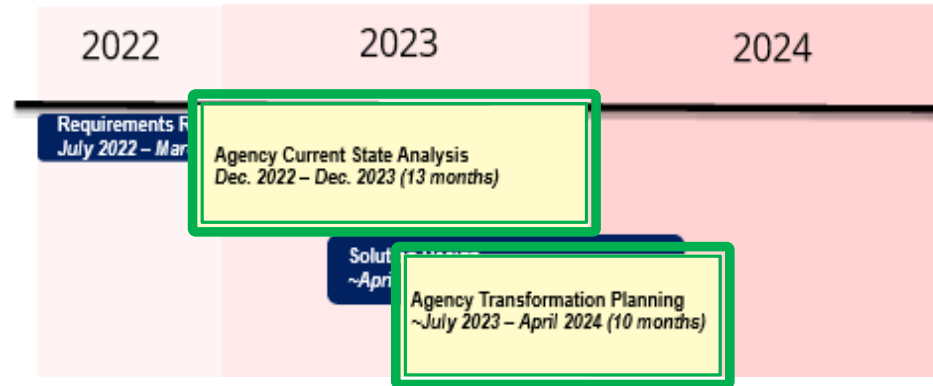 2022
2023
2024
Requirements
July 2022 –
Agency Current State Analysis
Dec. 2022 – Dec. 2023 (13 months)
~April
Agency Transformation Planning
~July 2023 – April 2024 (10 months)